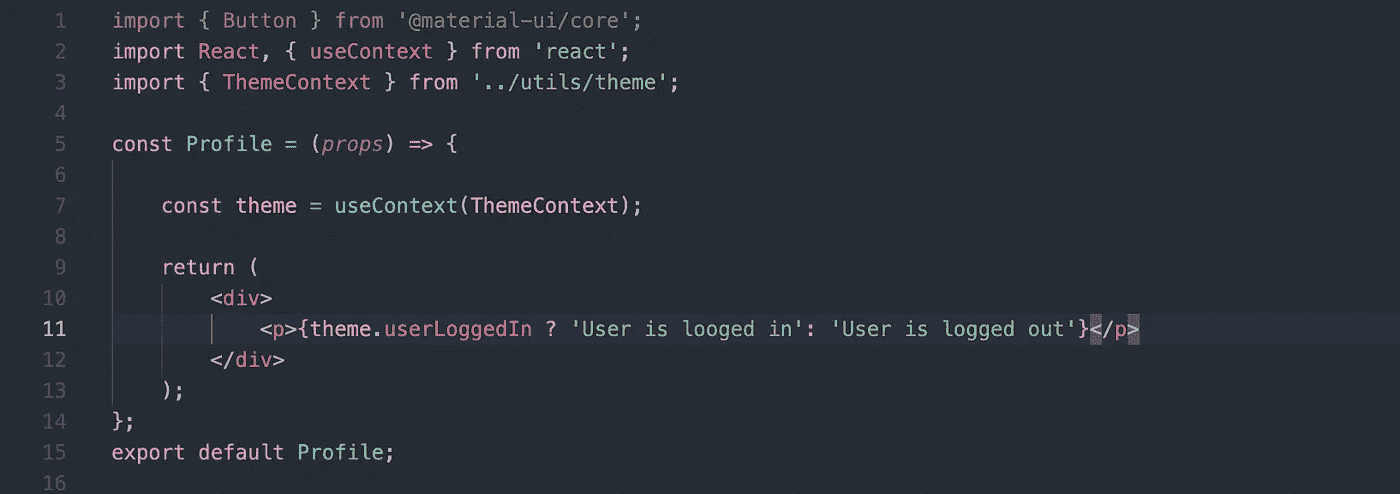 1 import { Button } from '@material-ui/core';
2 import React, { useContext } from 'react';
3 import { ThemeContext } from '../utils/theme';
4
5 const Profile = (props) => {
6
7 const theme = useContext(ThemeContext);
8
9 return (
10 <div>
11 <p>{theme.userLoggedIn ? 'User is looged in': 'User is logged out'}</p>
12 </div>
13 );
14 };
15 export default Profile;
16